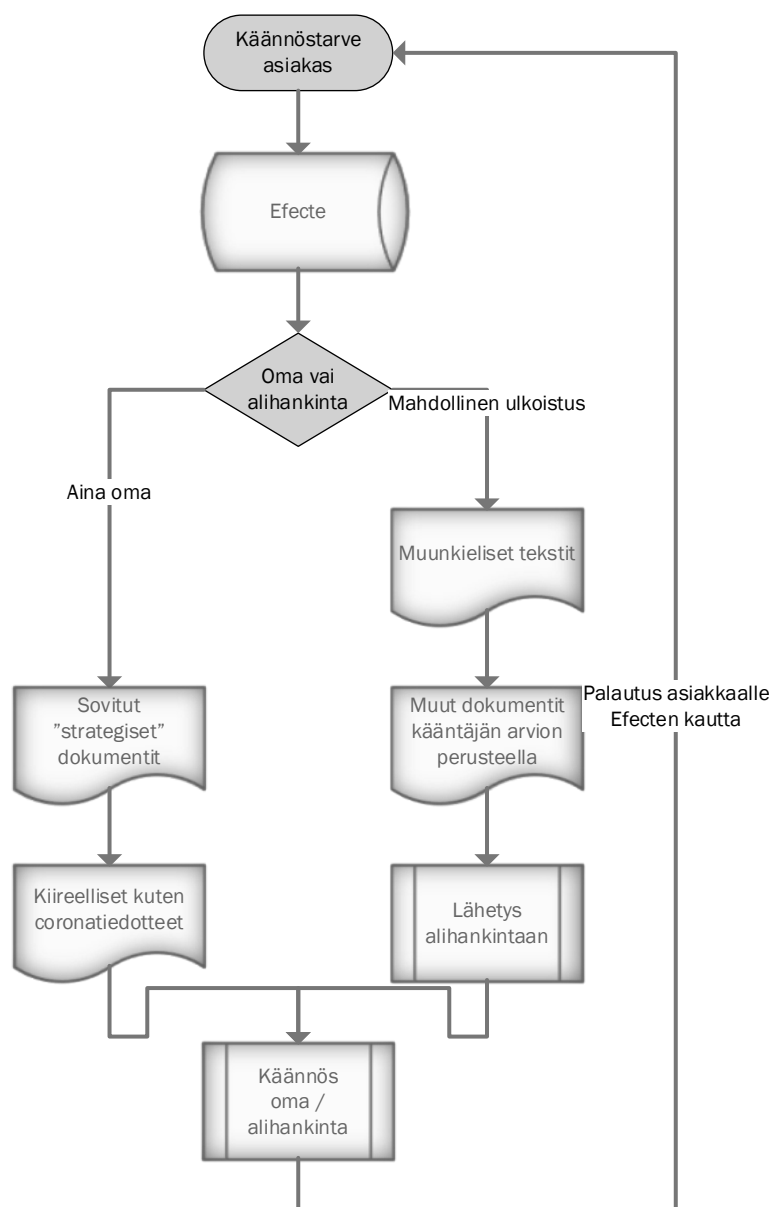 Käännöstarve
asiakas
Efecte
Oma vai
alihankinta
Mahdollinen ulkoistus
Aina oma
Muunkieliset tekstit
Sovitut
”strategiset”
dokumentit
Muut dokumentit
kääntäjän arvion
perusteella
Palautus asiakkaalle
Efecten kautta
Kiireelliset kuten
coronatiedotteet
Lähetys
alihankintaan
Käännös
oma /
alihankinta